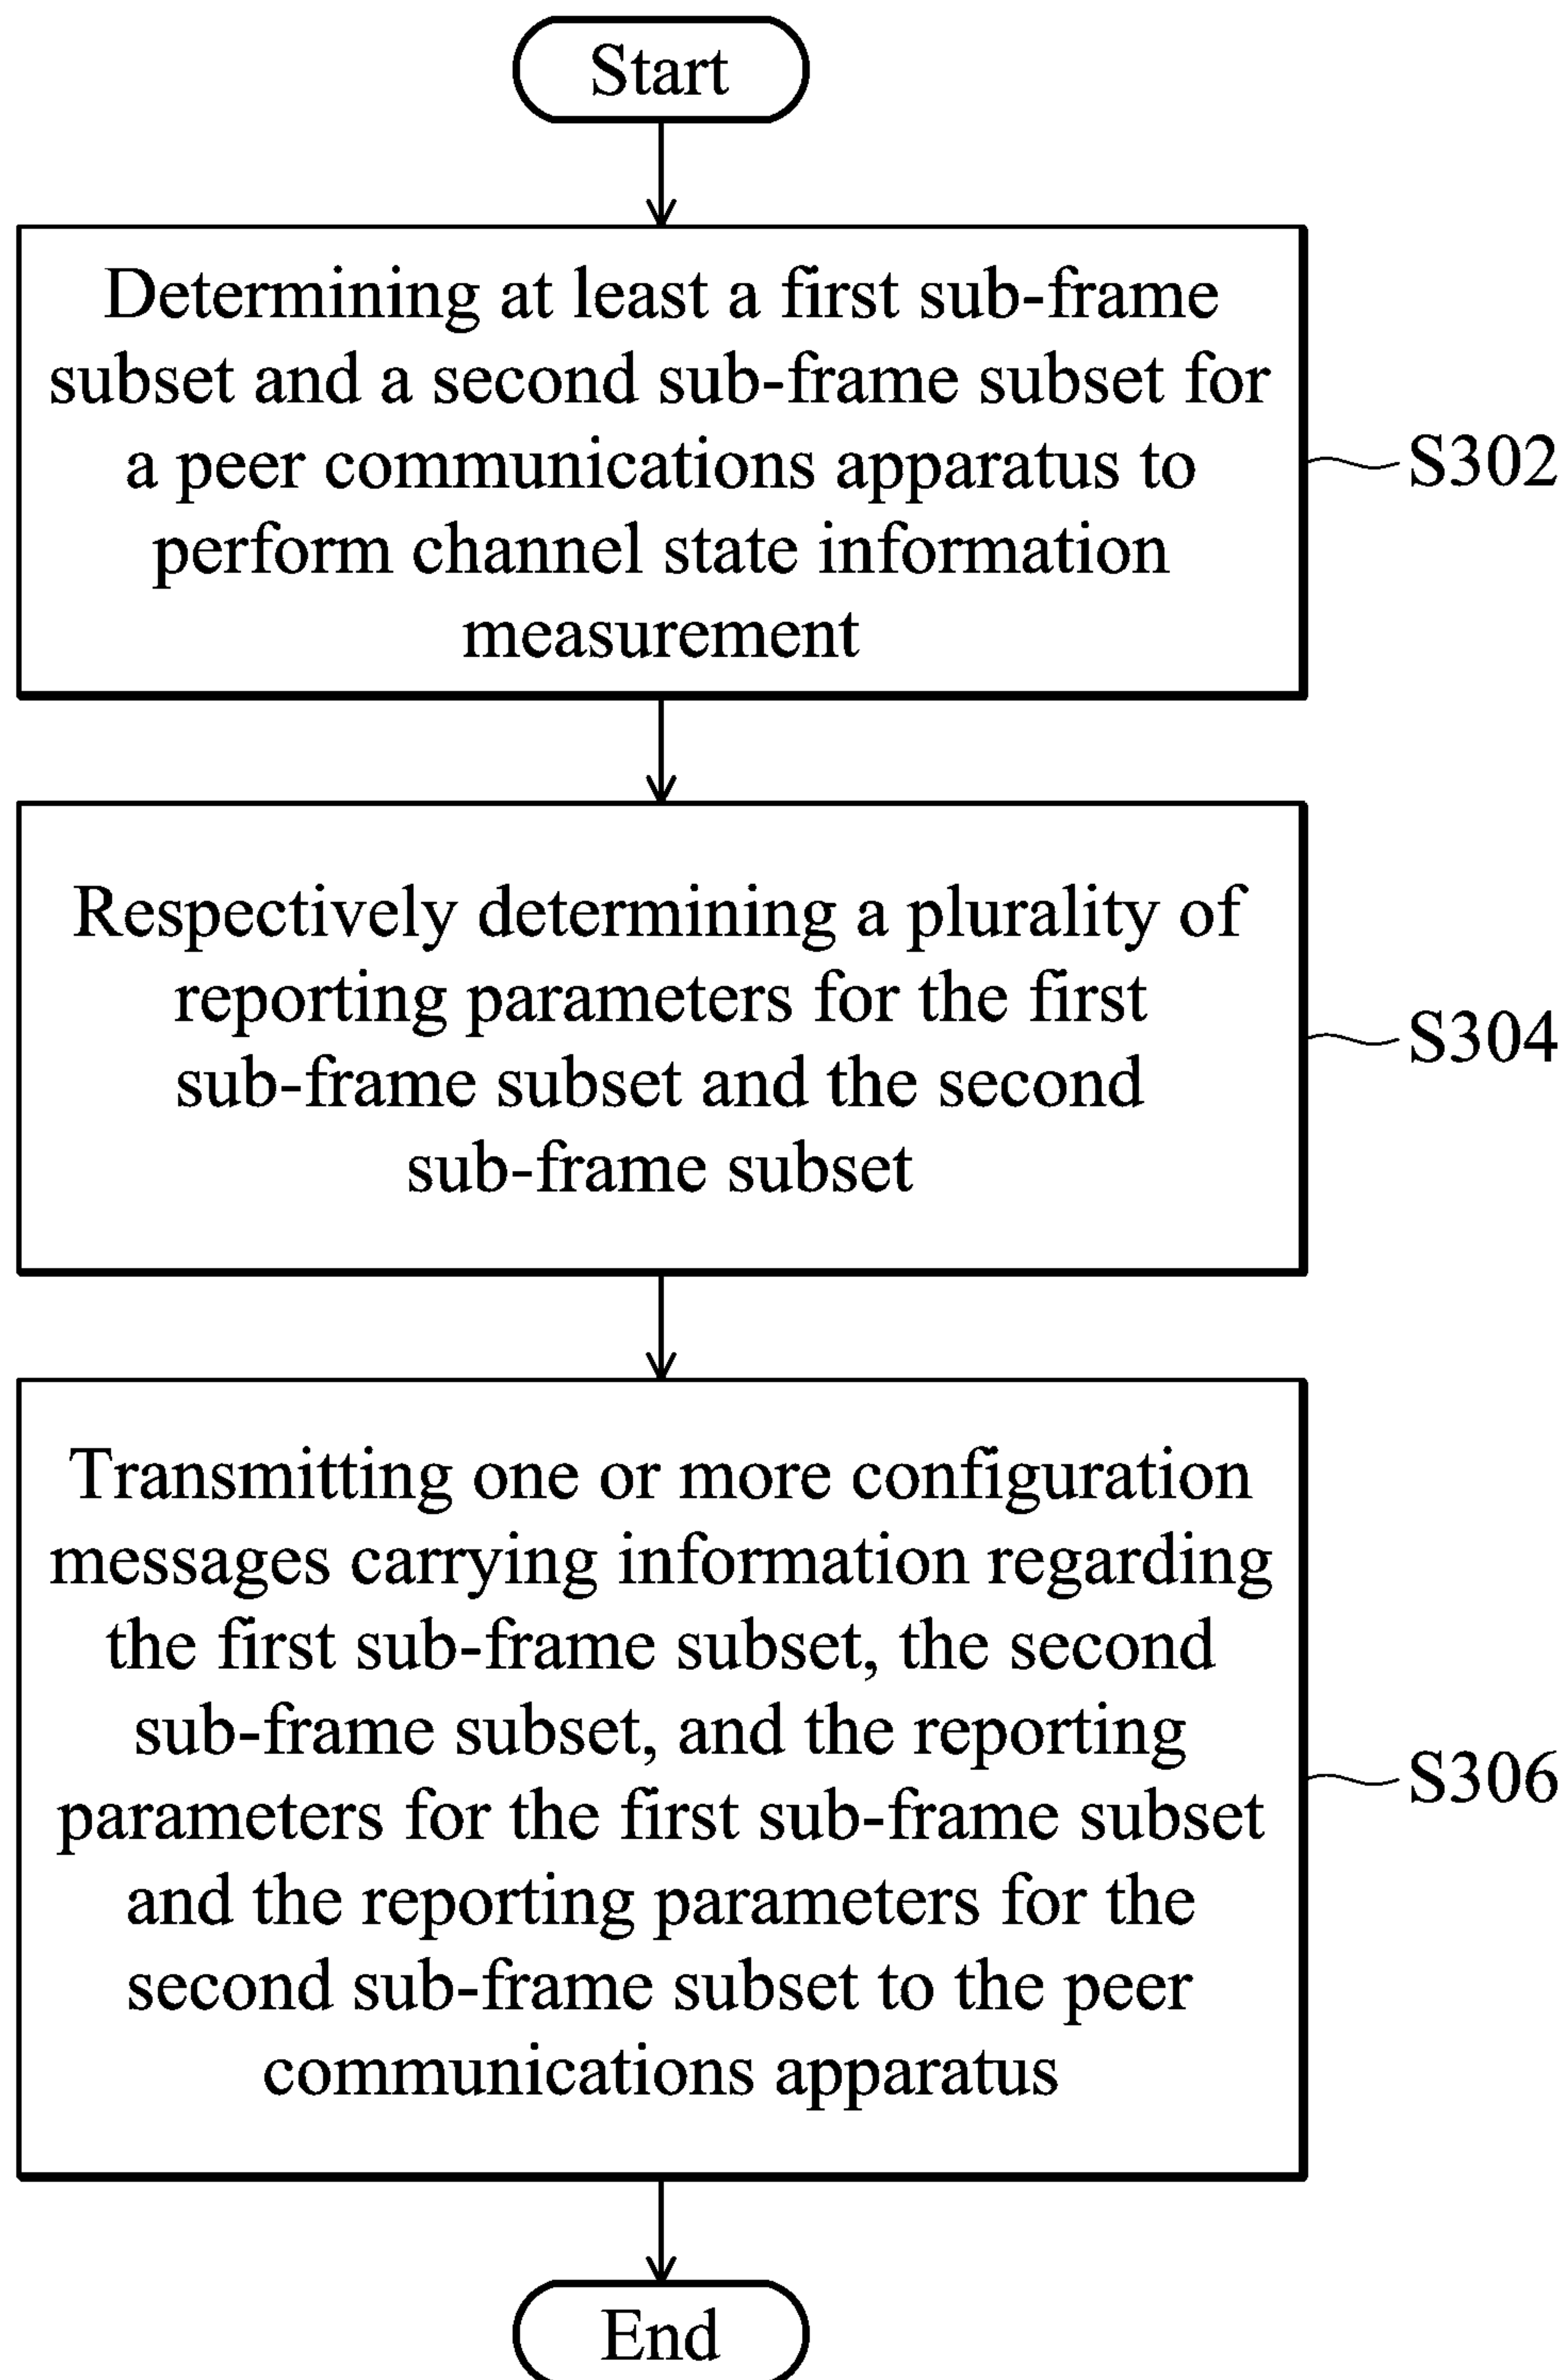 Start
Determining at least a first sub-frame
subset and a second sub-frame subset for
a peer communications apparatus to
perform channel state information
measurement
S302
Respectively determining a plurality of
reporting parameters for the first
sub-frame subset and the second
sub-frame subset
S304
Transmitting one or more configuration
messages carrying information regarding
the first sub-frame subset, the second
sub-frame subset, and the reporting
parameters for the first sub-frame subset
and the reporting parameters for the
second sub-frame subset to the peer
communications apparatus
S306
End